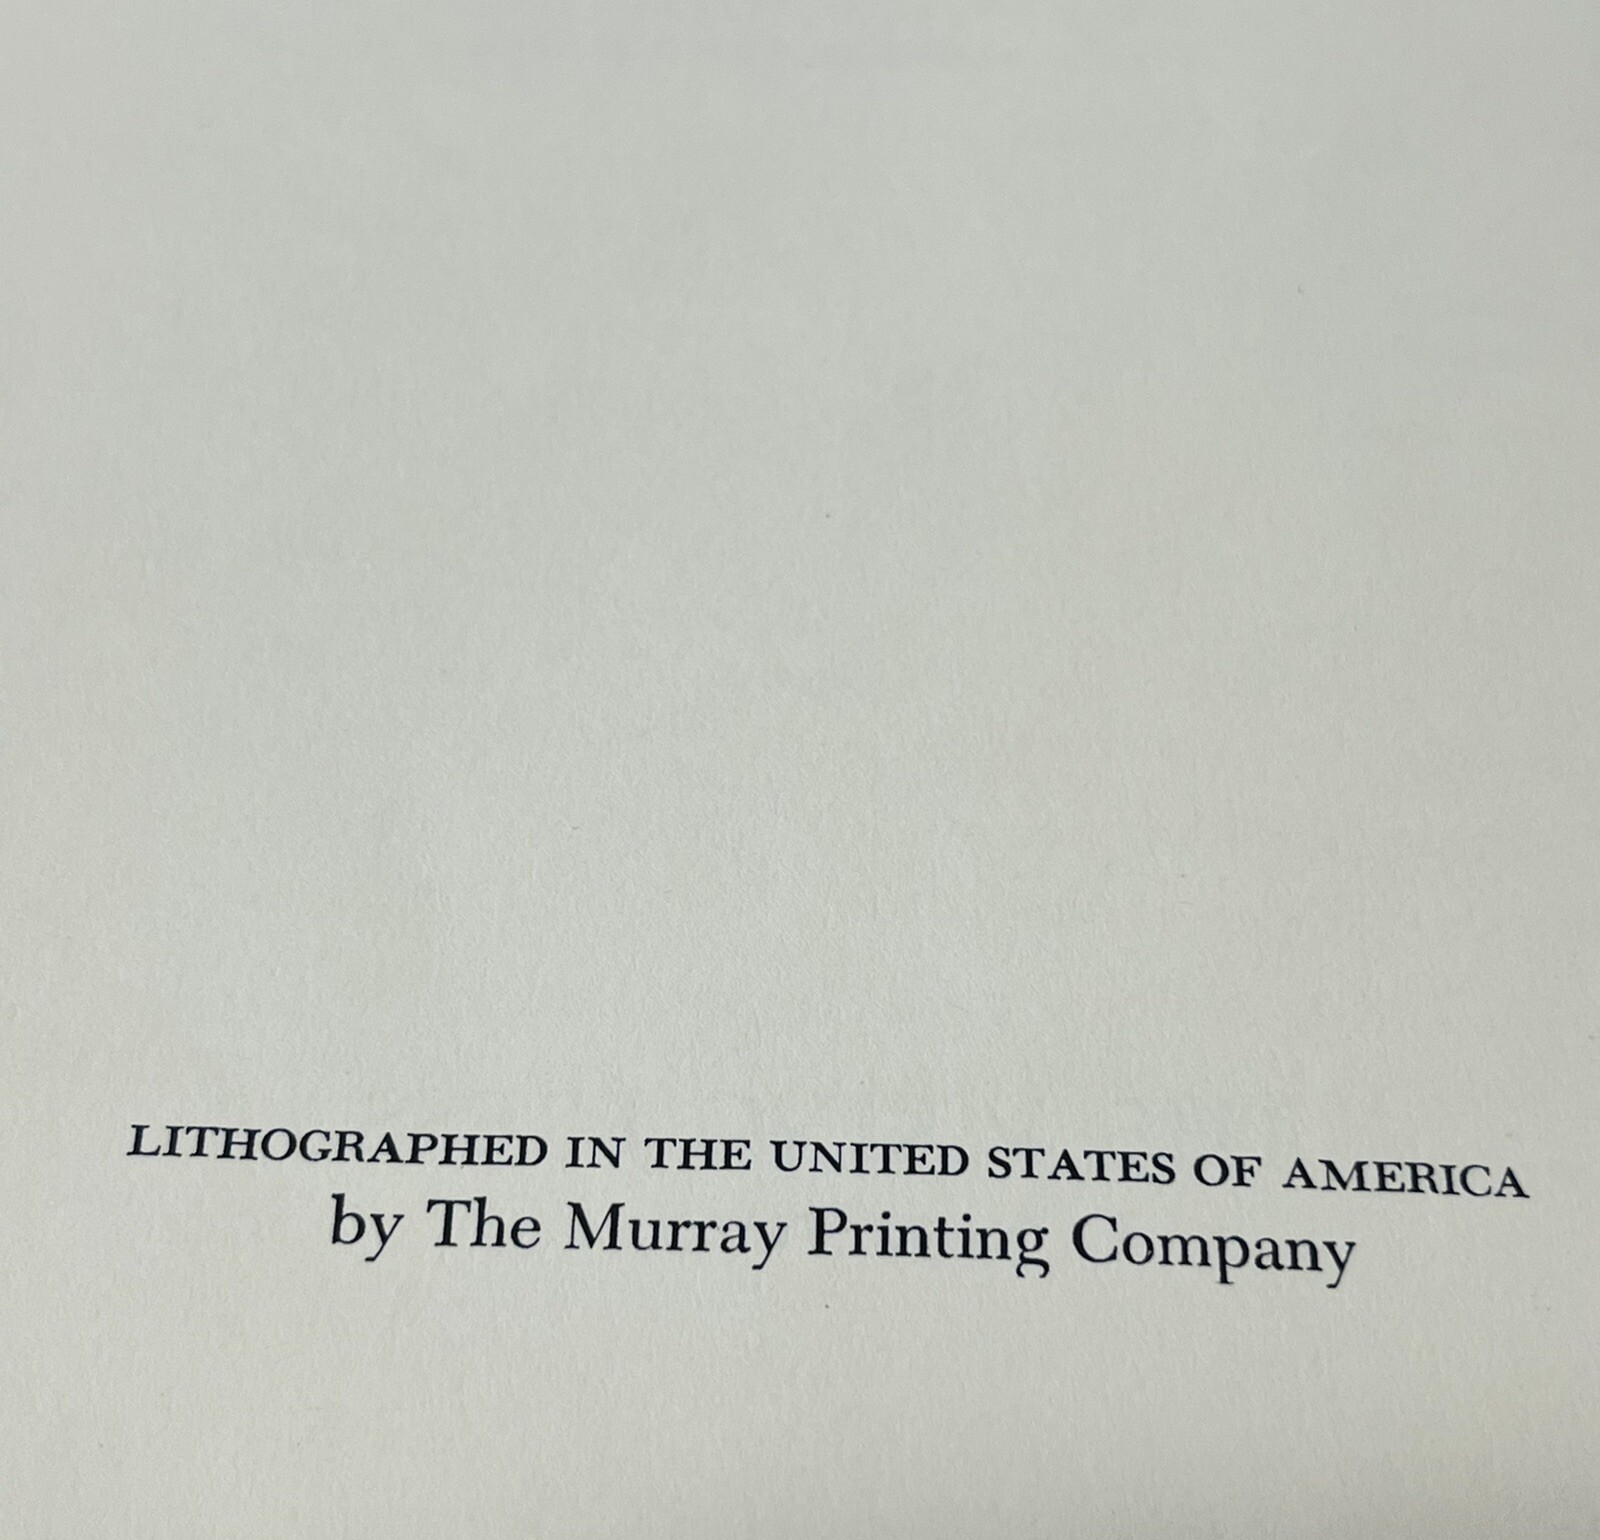 LITHOGRAPHED IN THE UNITED STATES OF AMERICA
by The Murray Printing Company